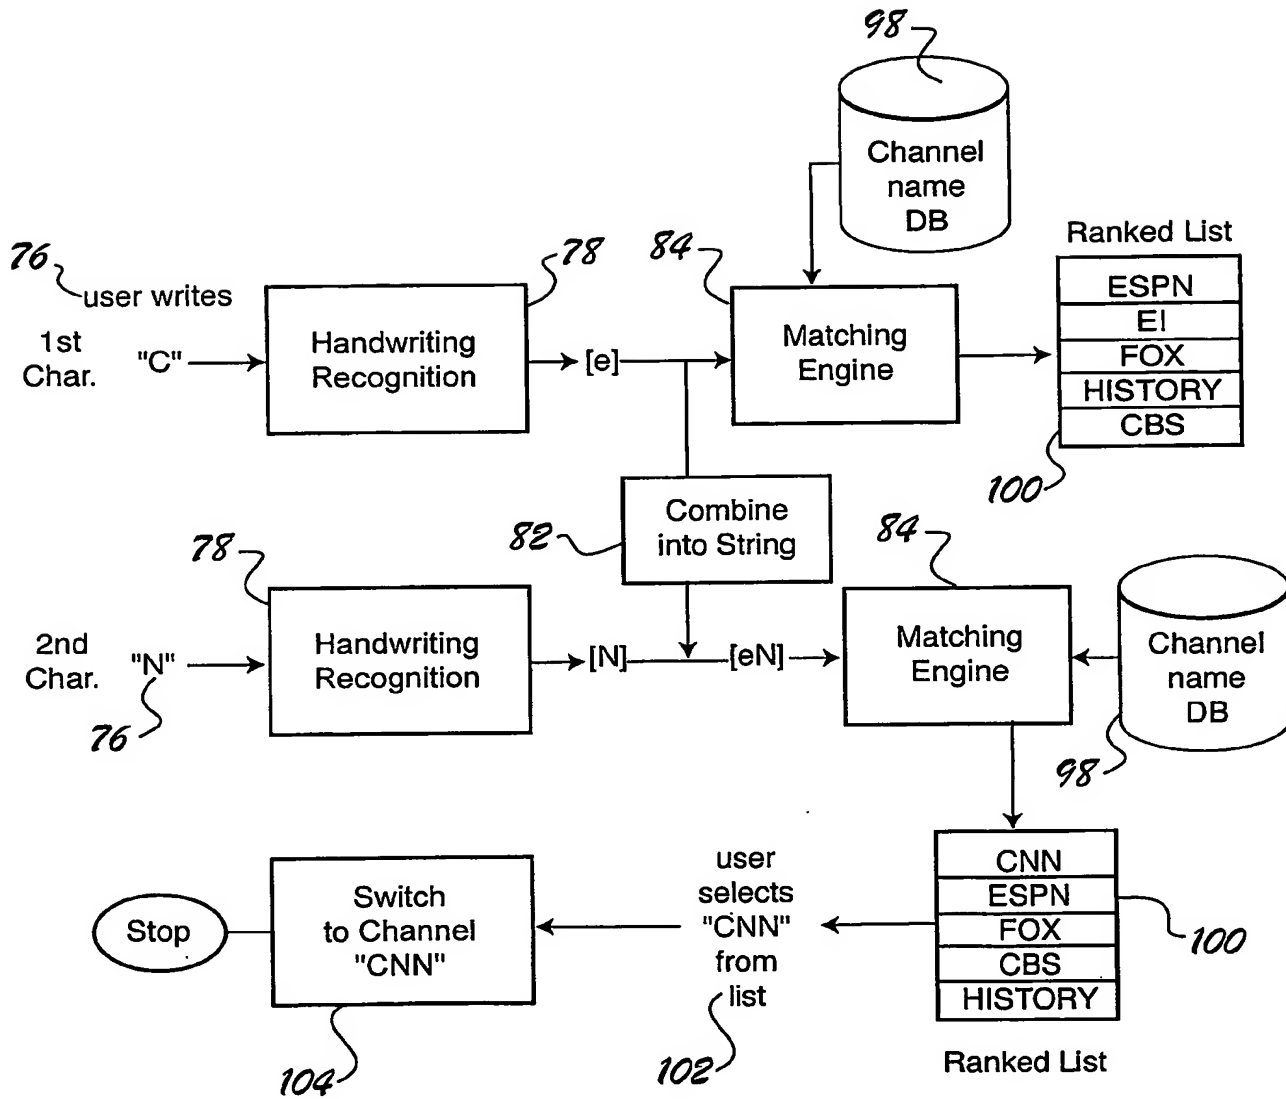 98
Channel
name
DB
Ranked List
76
user writes
78
84
1st
Char.
"C"
Handwriting
Recognition
[e]
Matching
Engine
ESPN
E!
FOX
HISTORY
CBS
100
Combine
into String
82
78
84
2nd
Char.
"N"
76
Handwriting
Recognition
[N]
[eN]
Matching
Engine
Channel
name
DB
98
Stop
Switch
to Channel
"CNN"
104
user
selects
"CNN"
from
list
102
CNN
ESPN
FOX
CBS
HISTORY
100
Ranked List